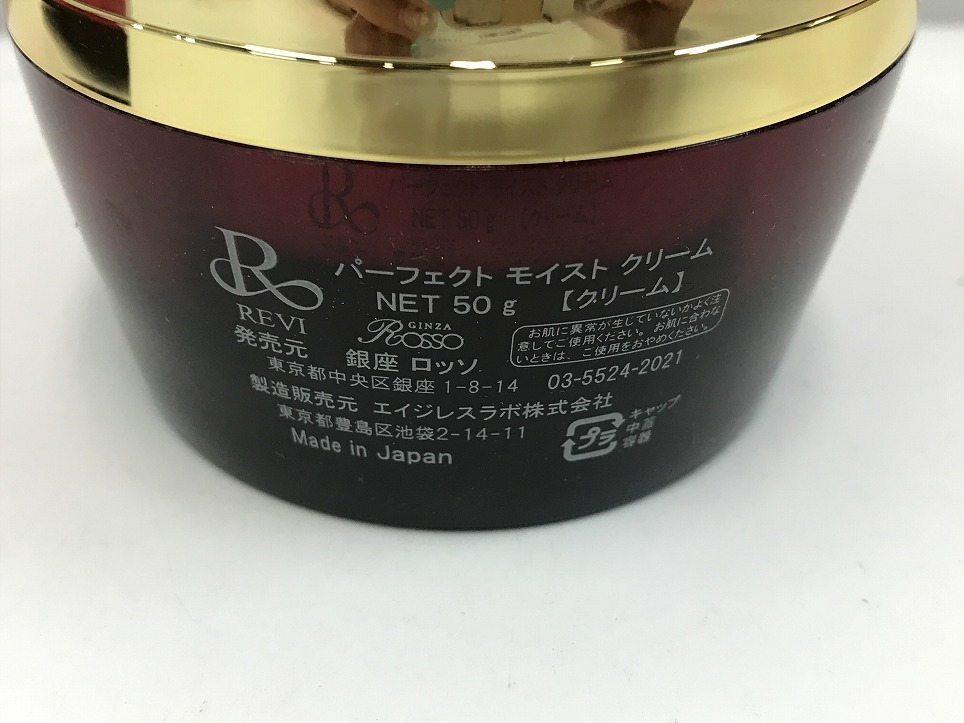 R
REVI
パーフェクト モイスト クリーム
NET 50 g 【クリーム】
発売元
GINZA
ROSSO
銀座 ロッソ
お肌に異常が生じていないかよく注
意してご使用ください。お肌に合わな
いときは、ご使用をおやめください。
東京都中央区銀座 1-8-14 03-5524-2021
製造販売元 エイジレスラボ株式会社
東京都豊島区池袋2-14-11
Made in Japan
プラ
キャップ
中蓋
容器